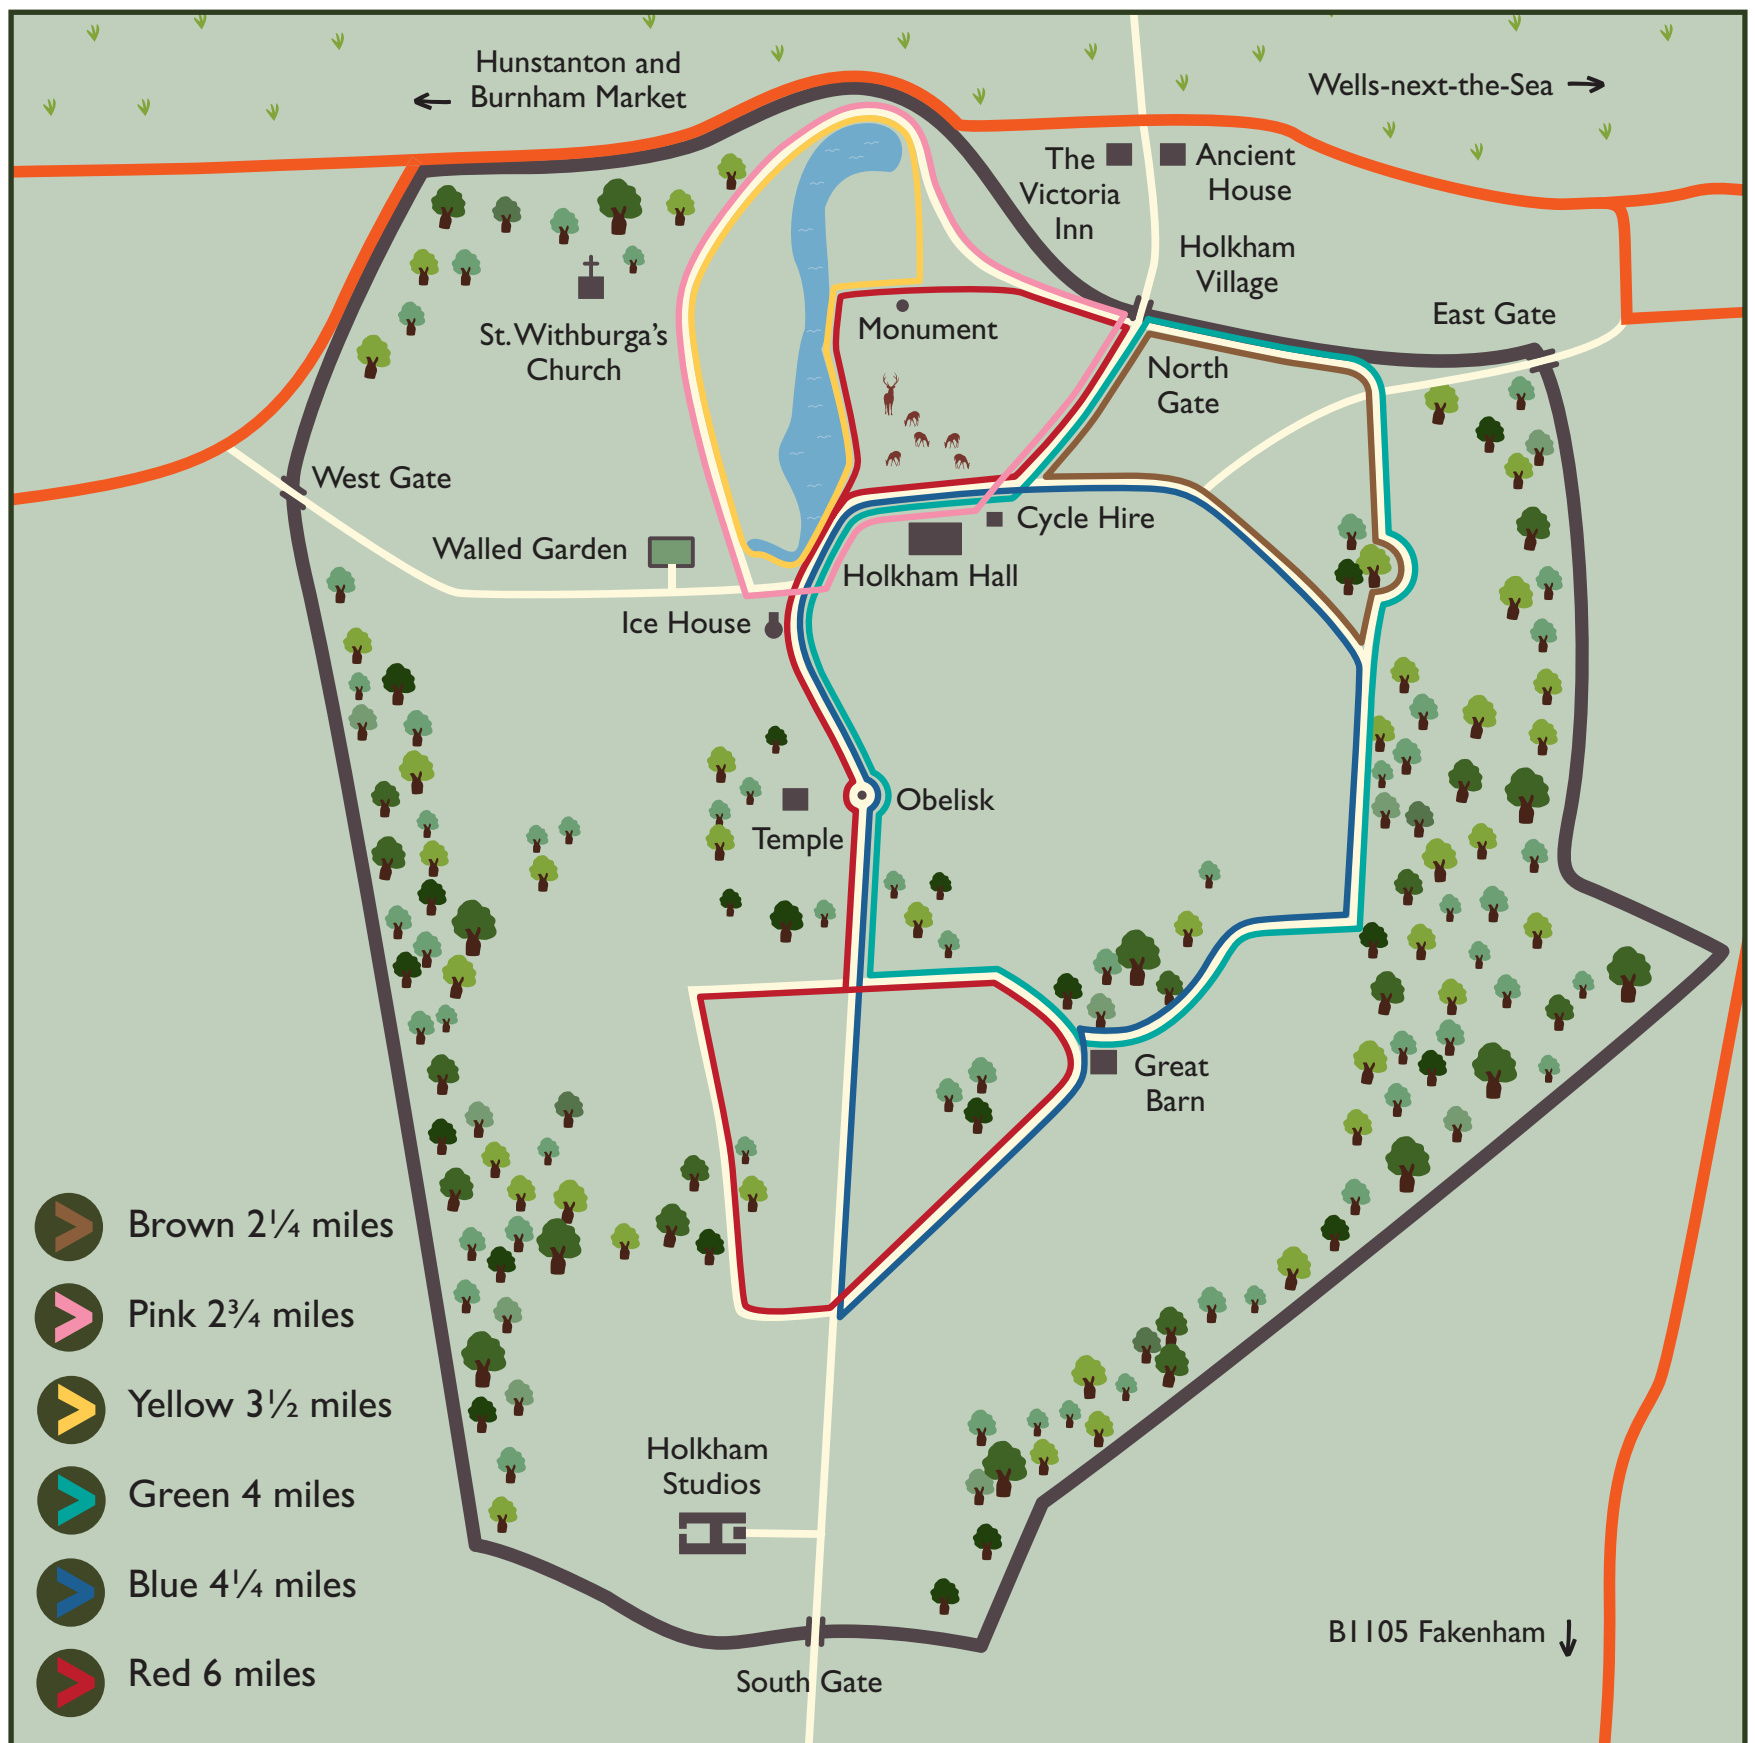 Hunstanton and
← Burnham Market
Wells-next-the-Sea →
The
Victoria
Inn
Ancient
House
Holkham
Village
East Gate
St. Withburga's
Church
Monument
North
Gate
West Gate
Walled Garden
Cycle Hire
Holkham Hall
Ice House
Obelisk
Temple
Great
Barn
Brown 2¼ miles
Pink 2¾ miles
Yellow 3½ miles
Green 4 miles
Blue 4¼ miles
Red 6 miles
Holkham
Studios
South Gate
B1105 Fakenham ↓